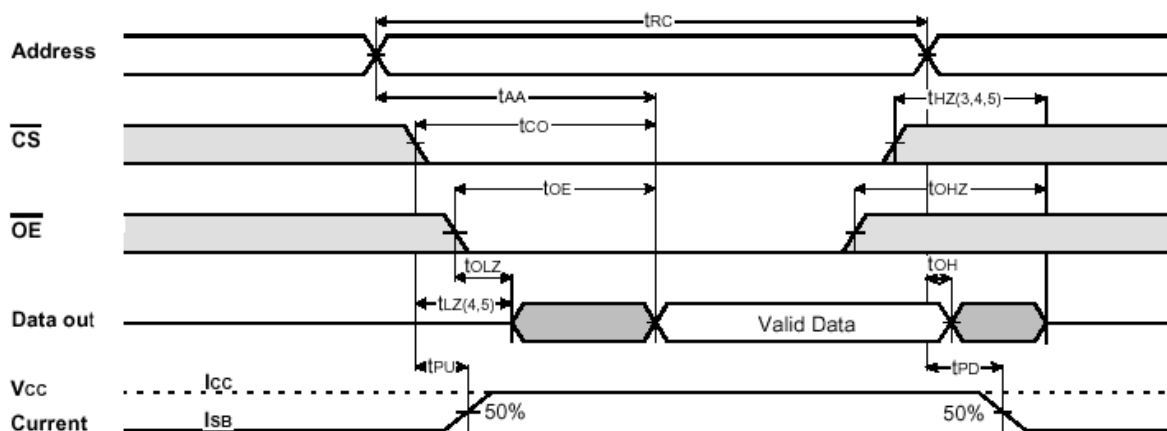 tRC
Address
tAA
tHZ(3,4,5)
tCO
CS
tOE
tOHZ
OE
tOLZ
tOH
tLZ(4,5)
Data out
Valid Data
tPU
tPD
VCC
ICC
50%
50%
Current
ISB